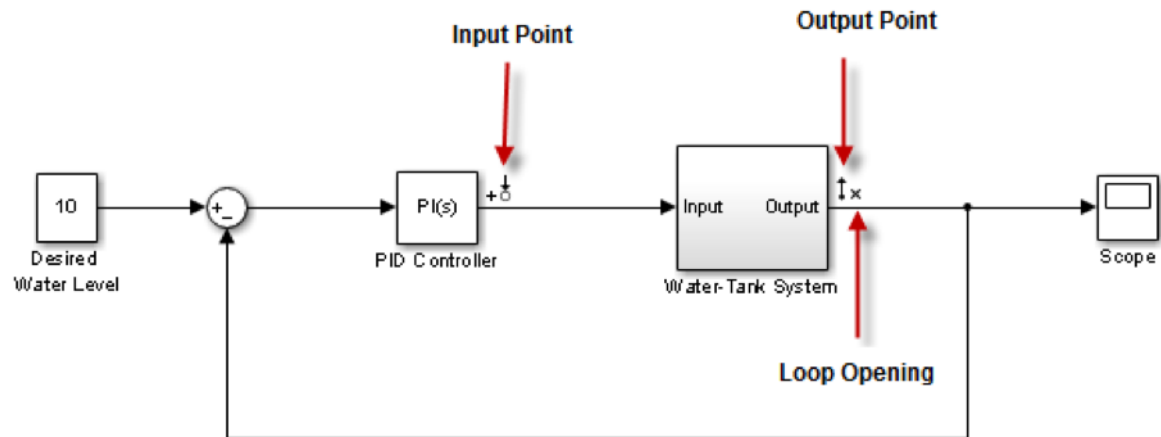 Input Point
Output Point
10
+
-
PI(s)
+
Input
Output
x
Desired
Water Level
PID Controller
Water-Tank System
Scope
Loop Opening